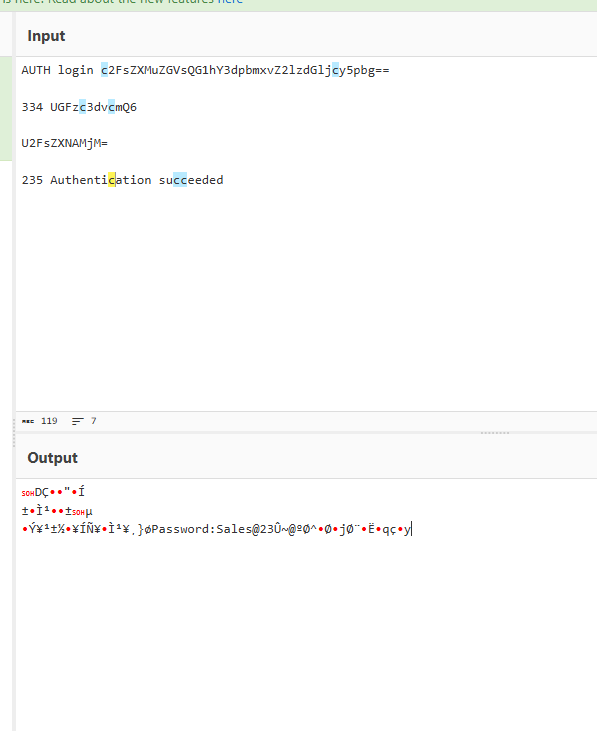 is here! Read about the new features here
Input
AUTH login c2FsZXMuZGVsQG1hY3dpbmxvZ2lzdGljcy5pbg==
334 UGFzc3dvcmQ6
U2FsZXNAMjM=
235 Authentication succeeded
REC 119 7
Output
SOHDÇ••"•Í
±•Ì¹••±SOHµ
•Ý¥¹±½•¥ÍÑ¥•Ì¹¥¸}øPassword:Sales@23Û~@ºØ^•Ø•jØ¨•Ë•qç•y